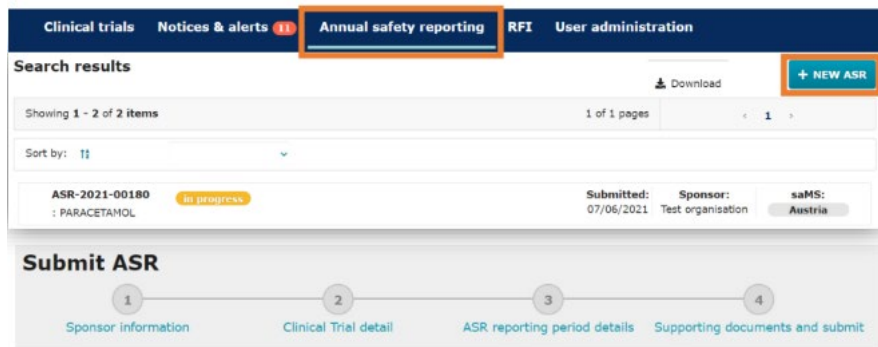 Clinical trials Notices & alerts 11 Annual safety reporting RFI User administration
Search results
Download + NEW ASR
Showing 1 - 2 of 2 items 1 of 1 pages ‹ 1 ›
Sort by:
ASR-2021-00180 in progress Submitted: Sponsor: saMS:
: PARACETAMOL 07/06/2021 Test organisation Austria
Submit ASR
1 2 3 4
Sponsor information Clinical Trial detail ASR reporting period details Supporting documents and submit